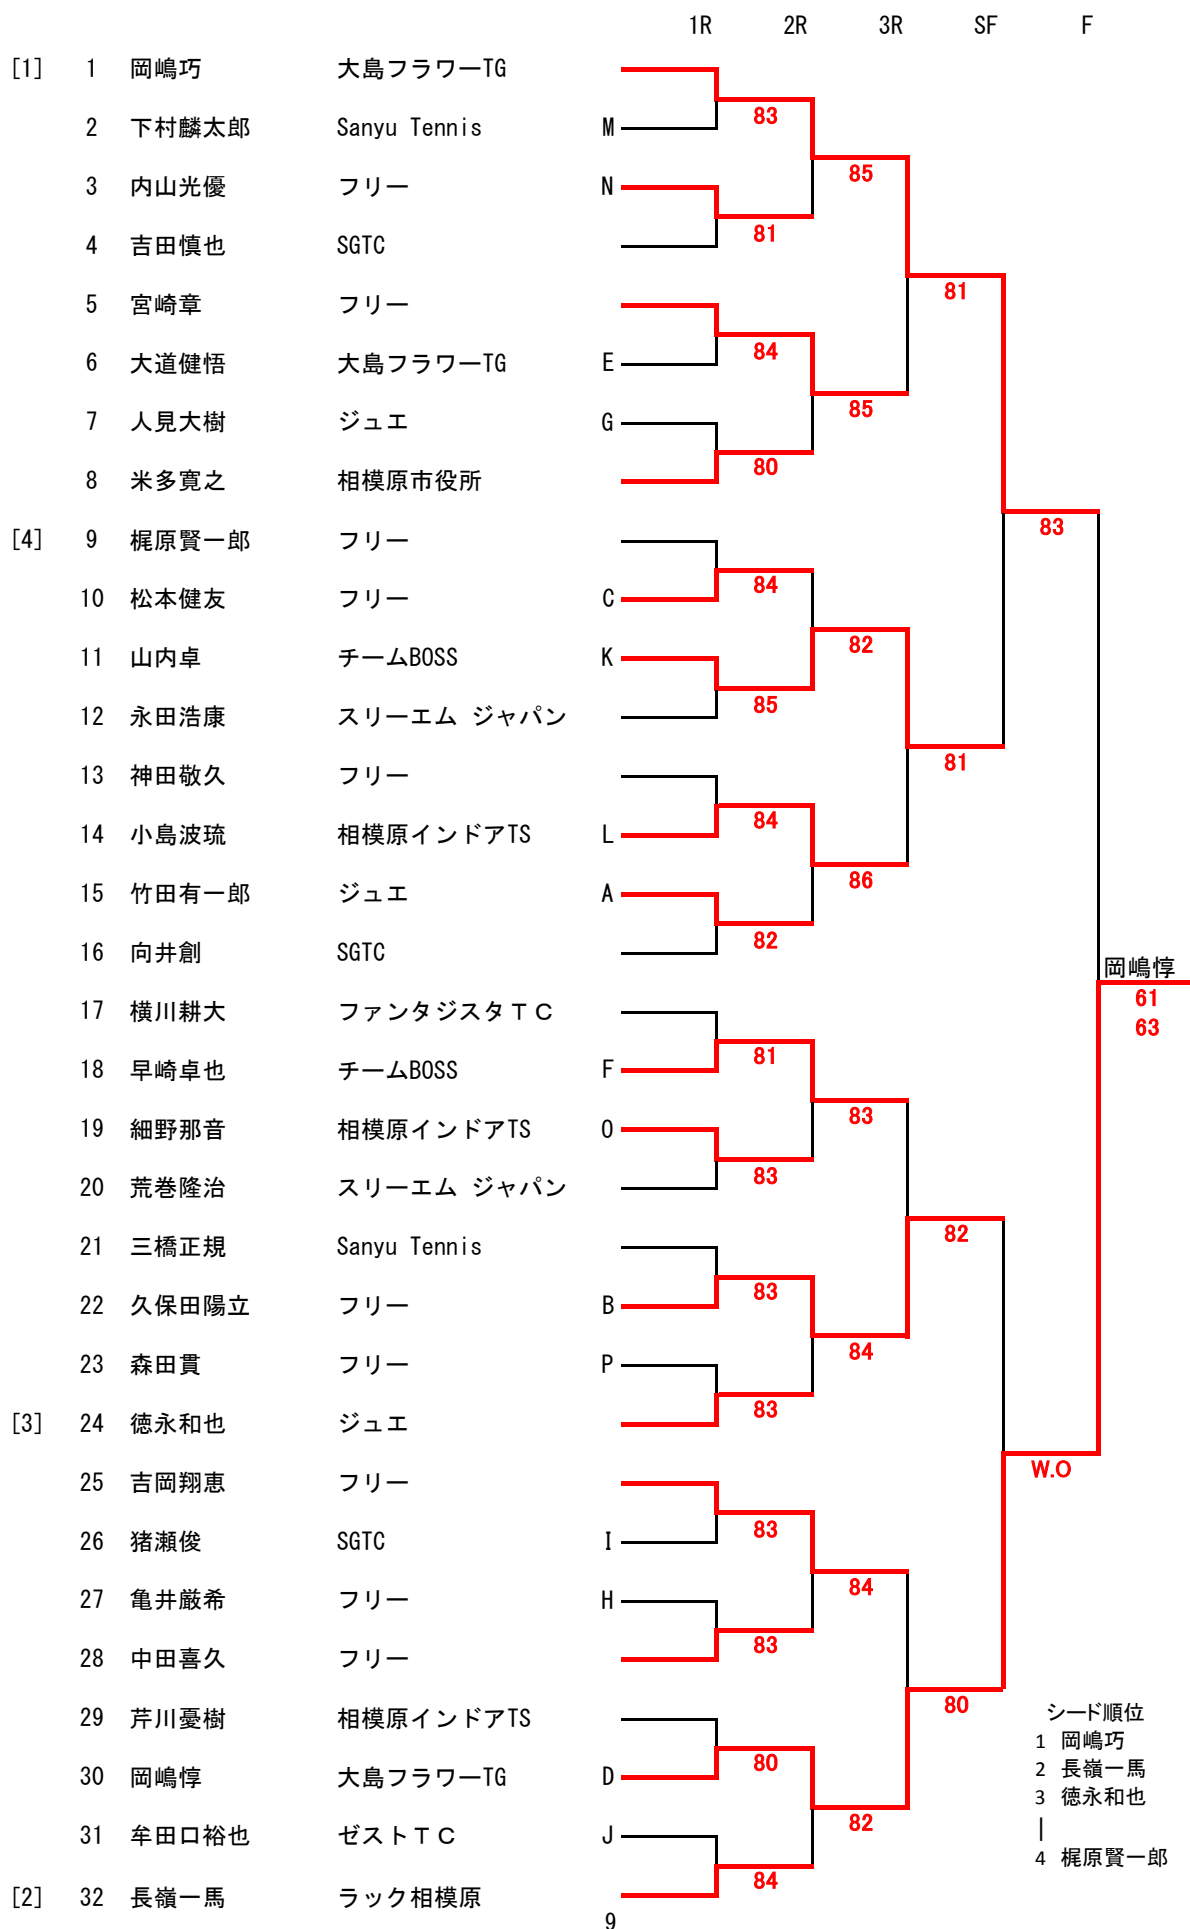 1R 2R 3R SF F
[1] 1 岡嶋巧 大島フラワーTG
83
2 下村麟太郎 Sanyu Tennis M
85
3 内山光優 フリー N
81
4 吉田慎也 SGTC
81
5 宮崎章 フリー
84
6 大道健悟 大島フラワーTG E
85
7 人見大樹 ジュエ G
80
8 米多寛之 相模原市役所
83
[4] 9 梶原賢一郎 フリー
84
10 松本健友 フリー C
82
11 山内卓 チームBOSS K
85
12 永田浩康 スリーエム ジャパン
81
13 神田敬久 フリー
84
14 小島波琉 相模原インドアTS L
86
15 竹田有一郎 ジュエ A
82
16 向井創 SGTC
岡嶋惇
61
63
17 横川耕大 ファンタジスタＴＣ
81
18 早崎卓也 チームBOSS F
83
19 細野那音 相模原インドアTS O
83
20 荒巻隆治 スリーエム ジャパン
82
21 三橋正規 Sanyu Tennis
83
22 久保田陽立 フリー B
84
23 森田貫 フリー P
83
[3] 24 徳永和也 ジュエ
W.O
25 吉岡翔恵 フリー
83
26 猪瀬俊 SGTC I
84
27 亀井厳希 フリー H
83
28 中田喜久 フリー
80
29 芹川憂樹 相模原インドアTS
80
30 岡嶋惇 大島フラワーTG D
82
31 牟田口裕也 ゼストＴＣ J
84
[2] 32 長嶺一馬 ラック相模原
シード順位
1 岡嶋巧
2 長嶺一馬
3 徳永和也
|
4 梶原賢一郎
9